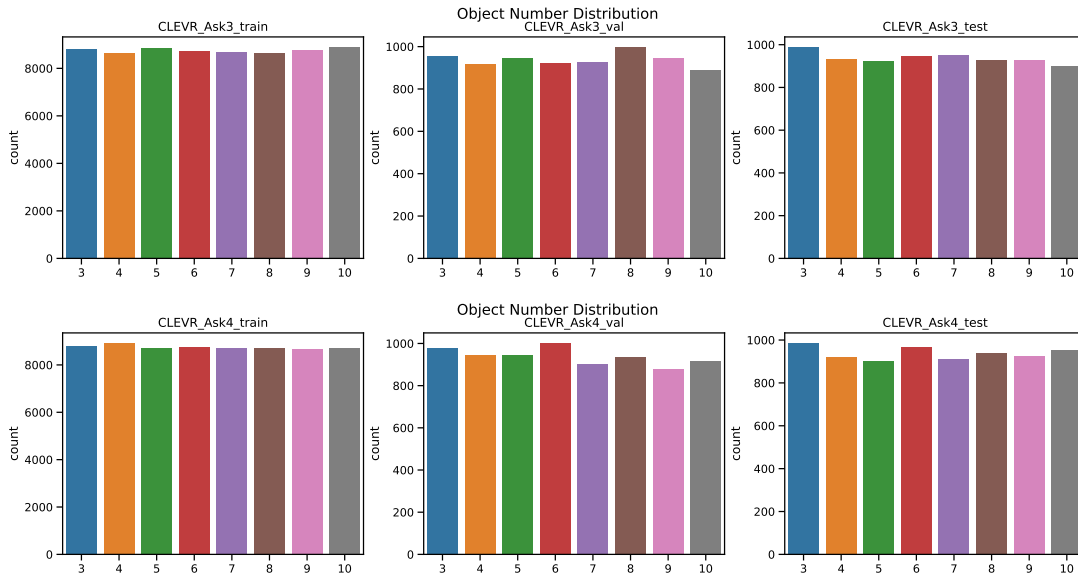 Object Number Distribution
CLEVR_Ask3_train
CLEVR_Ask3_val
CLEVR_Ask3_test
count
8000
6000
4000
2000
0
3 4 5 6 7 8 9 10
count
1000
800
600
400
200
0
3 4 5 6 7 8 9 10
count
1000
800
600
400
200
0
3 4 5 6 7 8 9 10
Object Number Distribution
CLEVR_Ask4_train
CLEVR_Ask4_val
CLEVR_Ask4_test
count
8000
6000
4000
2000
0
3 4 5 6 7 8 9 10
count
1000
800
600
400
200
0
3 4 5 6 7 8 9 10
count
1000
800
600
400
200
0
3 4 5 6 7 8 9 10